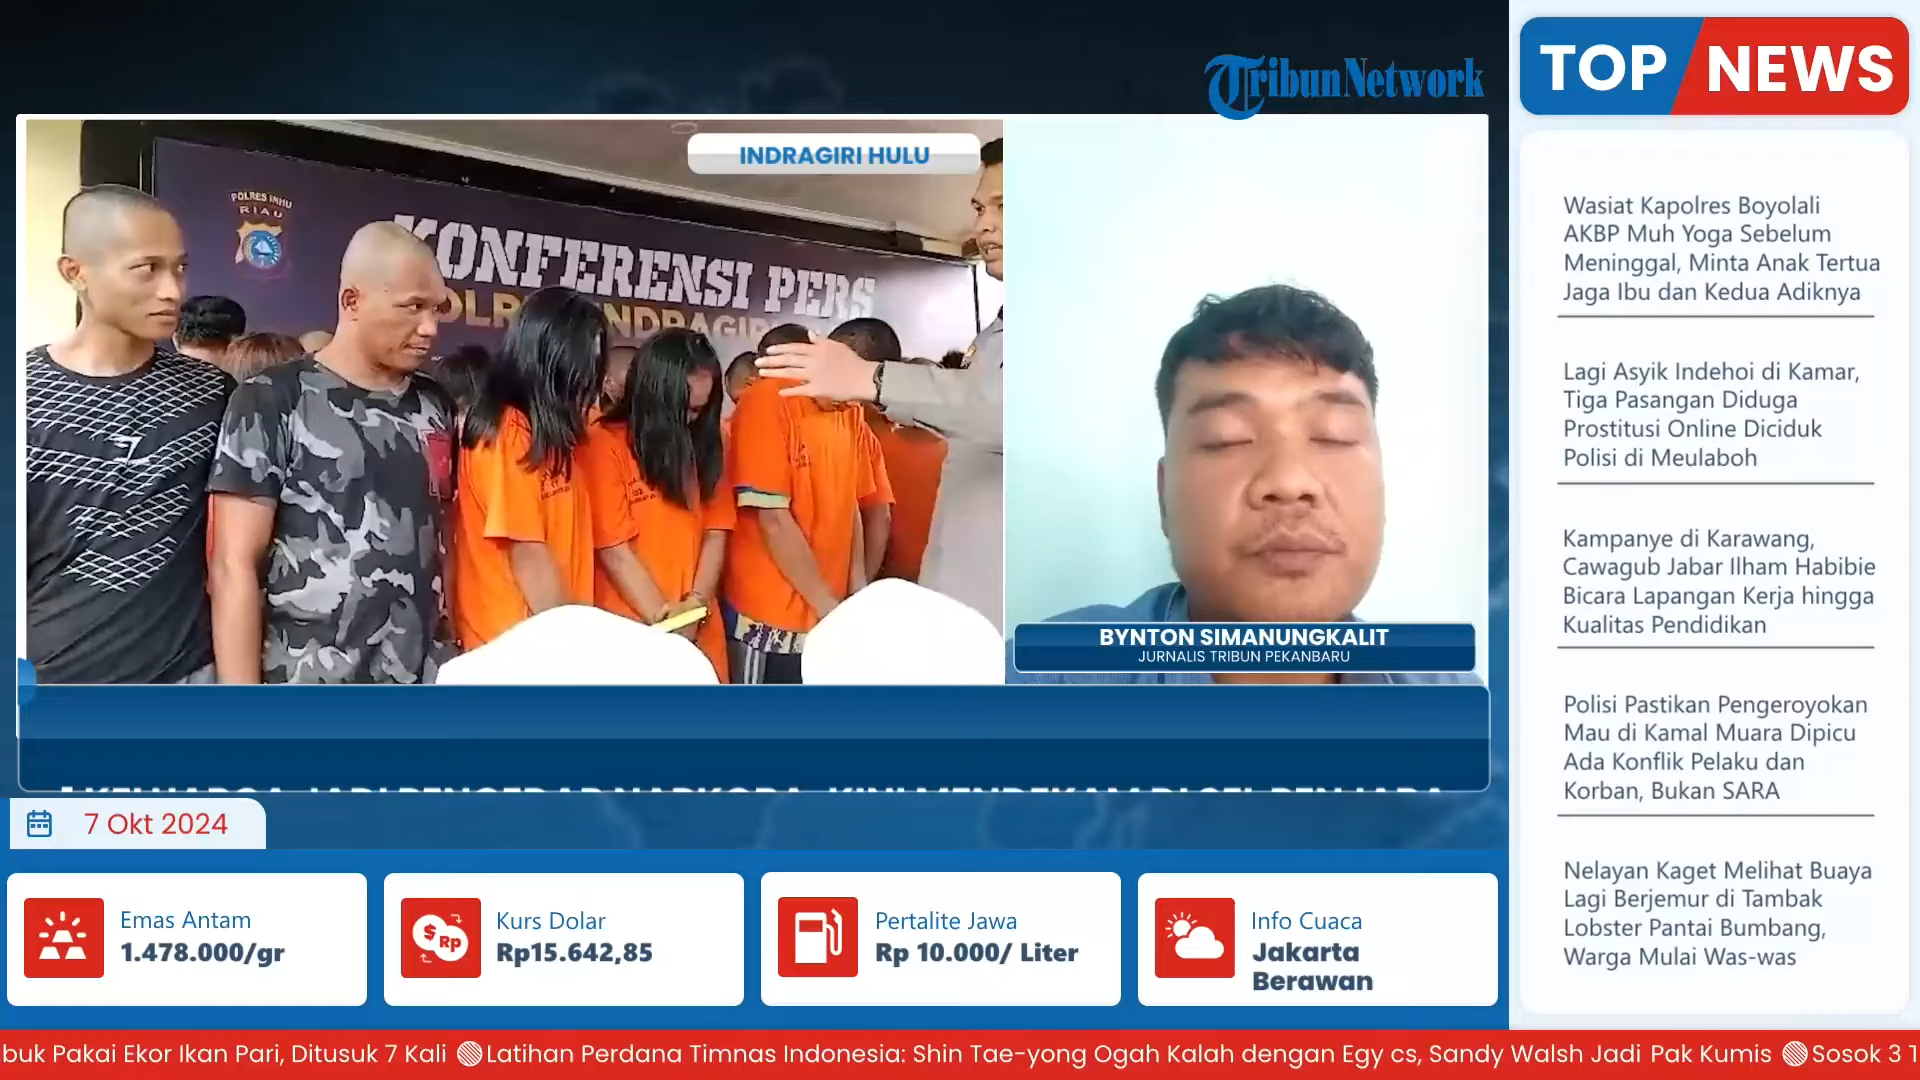 TribunNetwork
TOP NEWS
INDRAGIRI HULU
POLRES INHU
RIAU
KONFERENSI PERS
BYNTON SIMANUNGKALIT
JURNALIS TRIBUN PEKANBARU
7 Okt 2024
Emas Antam
1.478.000/gr
Kurs Dolar
Rp15.642,85
Pertalite Jawa
Rp 10.000/ Liter
Info Cuaca
Jakarta
Berawan
Wasiat Kapolres Boyolali
AKBP Muh Yoga Sebelum
Meninggal, Minta Anak Tertua
Jaga Ibu dan Kedua Adiknya
Lagi Asyik Indehoi di Kamar,
Tiga Pasangan Diduga
Prostitusi Online Diciduk
Polisi di Meulaboh
Kampanye di Karawang,
Cawagub Jabar Ilham Habibie
Bicara Lapangan Kerja hingga
Kualitas Pendidikan
Polisi Pastikan Pengeroyokan
Mau di Kamal Muara Dipicu
Ada Konflik Pelaku dan
Korban, Bukan SARA
Nelayan Kaget Melihat Buaya
Lagi Berjemur di Tambak
Lobster Pantai Bumbang,
Warga Mulai Was-was
buk Pakai Ekor Ikan Pari, Ditusuk 7 Kali Latihan Perdana Timnas Indonesia: Shin Tae-yong Ogah Kalah dengan Egy cs, Sandy Walsh Jadi Pak Kumis Sosok 3 1